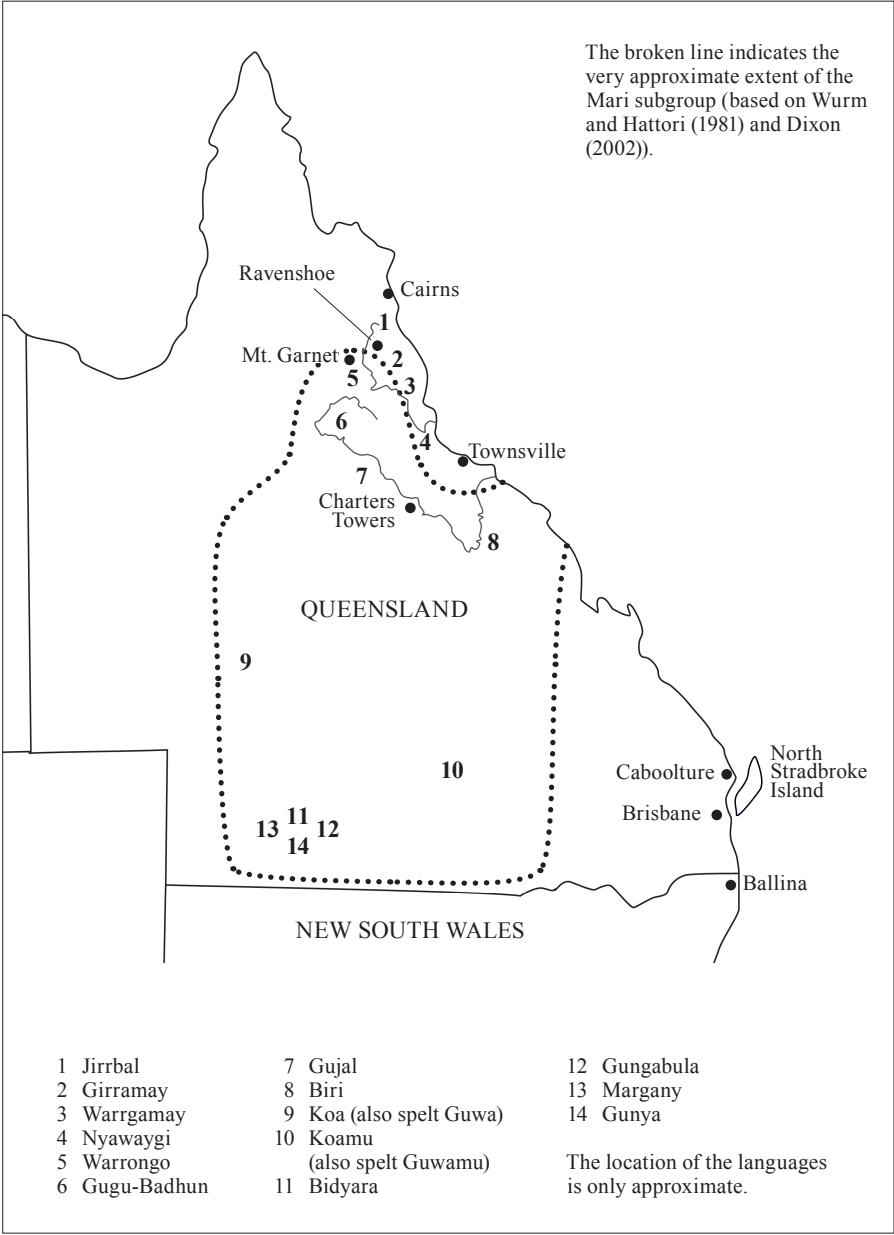 The broken line indicates the
very approximate extent of the
Mari subgroup (based on Wurm
and Hattori (1981) and Dixon
(2002)).
Ravenshoe
Cairns
1
Mt. Garnet
2
5
3
6
4
Townsville
7
Charters
Towers
8
QUEENSLAND
9
10
North
Stradbroke
Island
Caboolture
11
13
12
14
Brisbane
Ballina
NEW SOUTH WALES
1 Jirrbal
2 Girramay
3 Warrgamay
4 Nyawaygi
5 Warrongo
6 Gugu-Badhun
7 Gujal
8 Biri
9 Koa (also spelt Guwa)
10 Koamu
(also spelt Guwamu)
11 Bidyara
12 Gungabula
13 Margany
14 Gunya
The location of the languages
is only approximate.